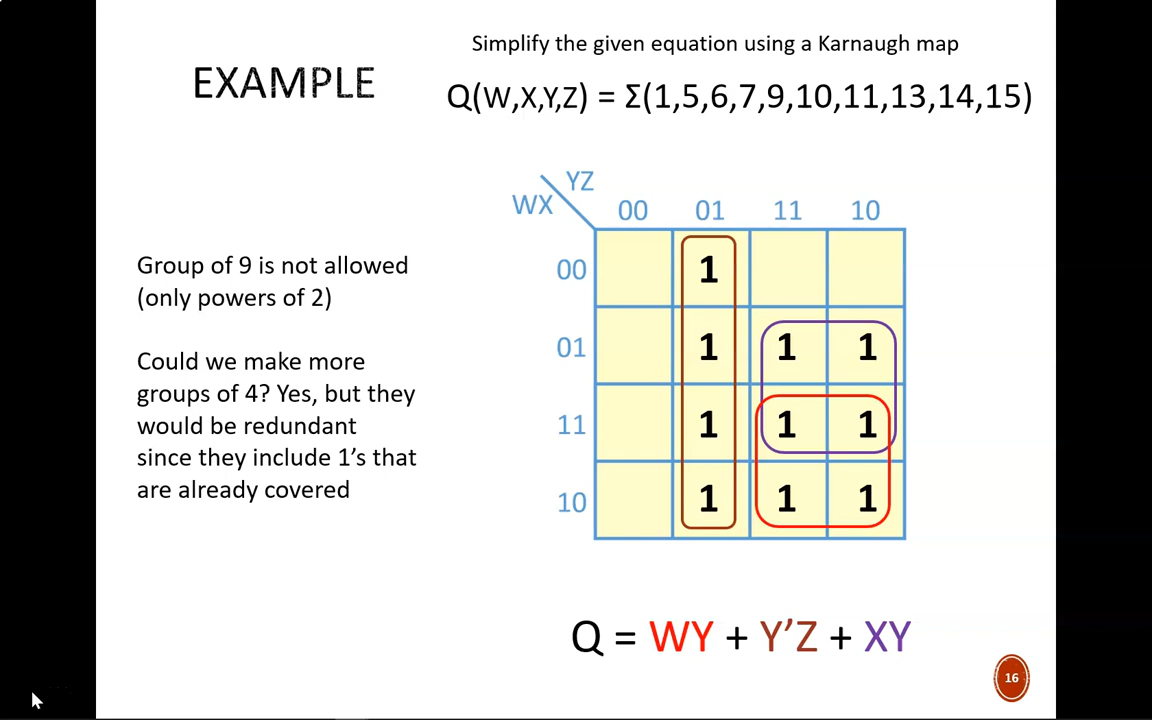 Simplify the given equation using a Karnaugh map
EXAMPLE
Q(W,X,Y,Z) = Σ(1,5,6,7,9,10,11,13,14,15)
YZ
WX
00 01 11 10
00 1
01 1 1 1
11 1 1 1
10 1 1 1
Group of 9 is not allowed
(only powers of 2)
Could we make more
groups of 4? Yes, but they
would be redundant
since they include 1’s that
are already covered
Q = WY + Y’Z + XY
16